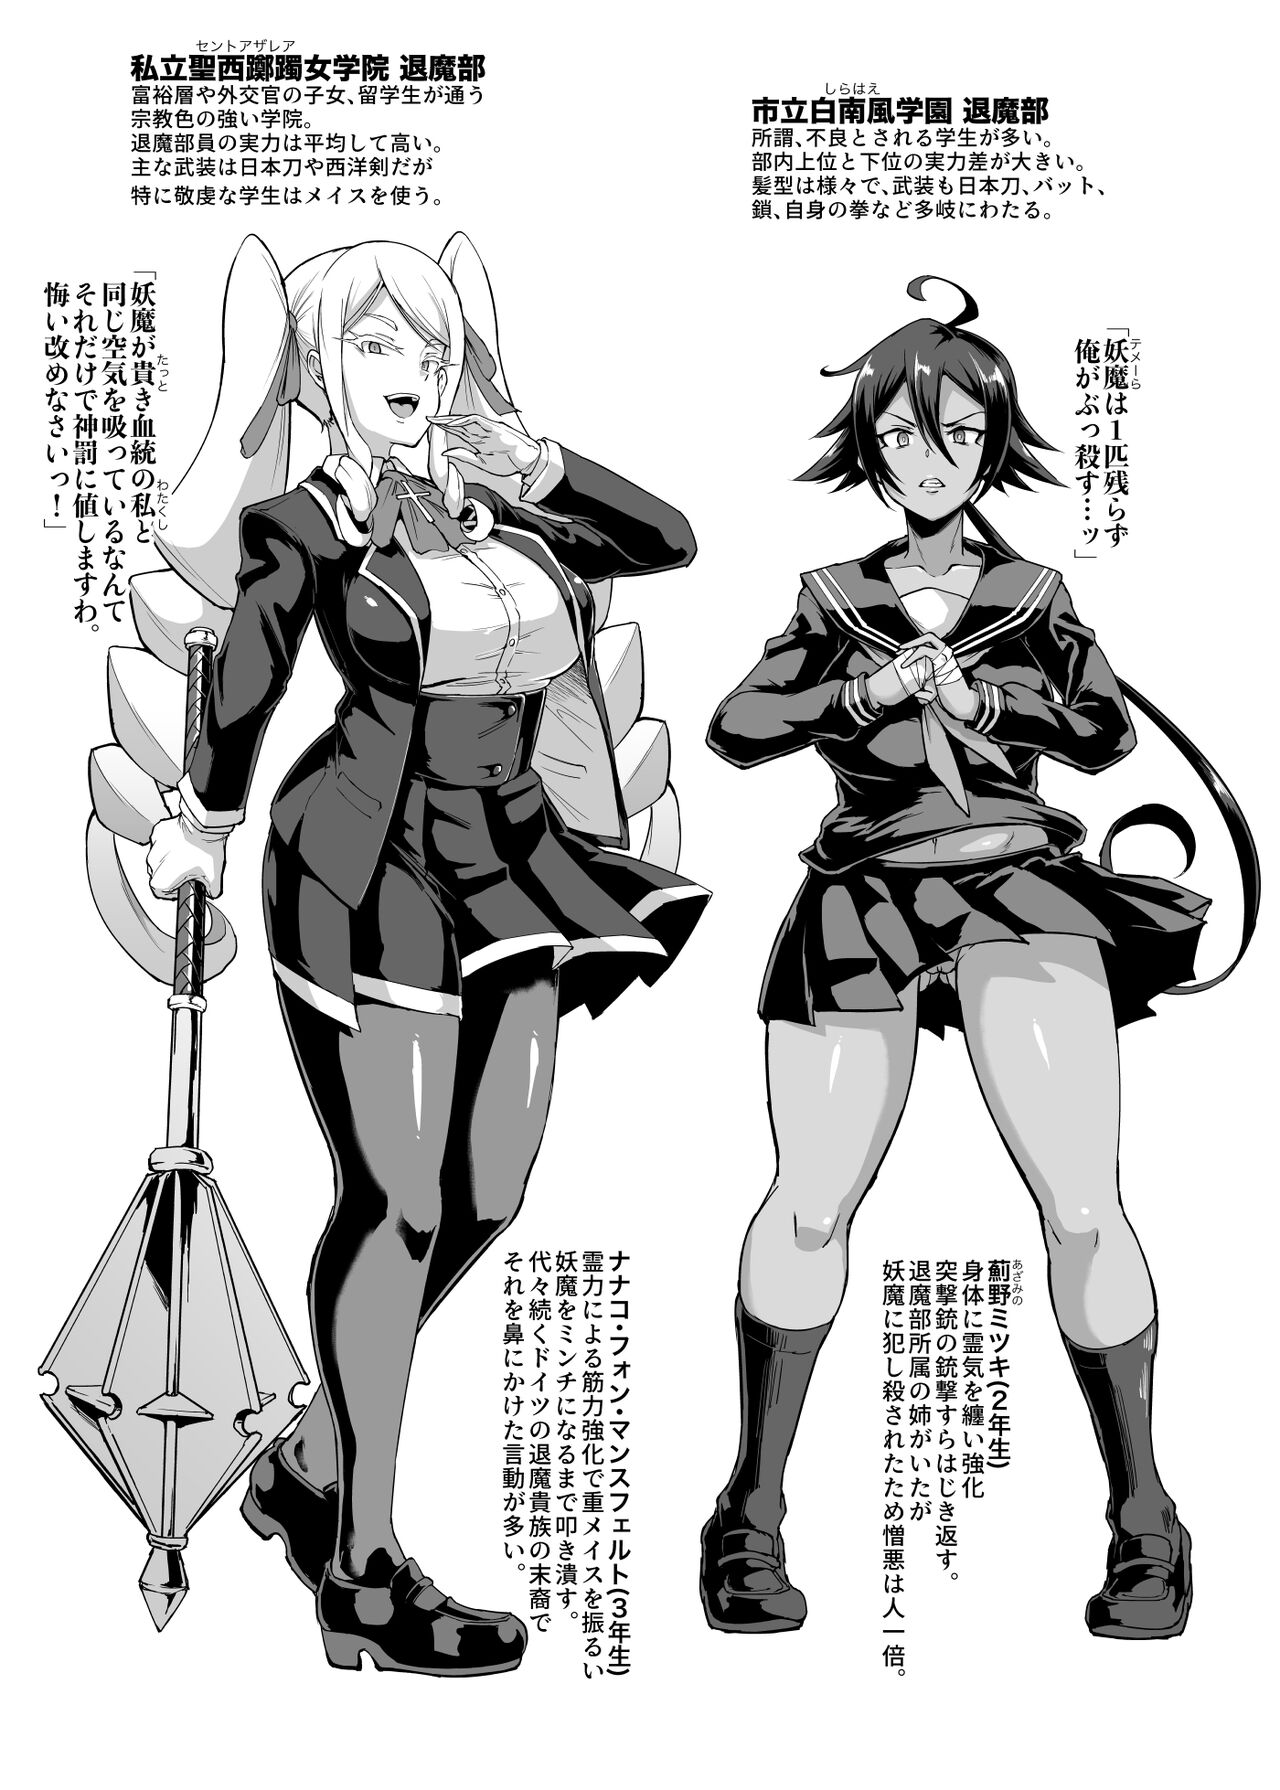 セントアザレア
私立聖西躑躅女学院 退魔部
富裕層や外交官の子女、留学生が通う
宗教色の強い学院。
退魔部員の実力は平均して高い。
主な武装は日本刀や西洋剣だが
特に敬虔な学生はメイスを使う。
「妖魔が貴き血統の私と
たっと
わたくし
同じ空気を吸っているなんて
それだけで神罰に値しますわ。
悔い改めなさいっ！」
ナナコ・フォン・マンスフェルト(3年生)
霊力による筋力強化で重メイスを振るい
妖魔をミンチになるまで叩き潰す。
代々続くドイツの退魔貴族の末裔で
それを鼻にかけた言動が多い。
しらはえ
市立白南風学園 退魔部
所謂、不良とされる学生が多い。
部内上位と下位の実力差が大きい。
髪型は様々で、武装も日本刀、バット、
鎖、自身の拳など多岐にわたる。
「妖魔は１匹残らず
テメーら
俺がぶっ殺す…ッ」
薊野ミツキ(2年生)
あざみの
身体に霊気を纏い強化
突撃銃の銃撃すらはじき返す。
退魔部所属の姉がいたが
妖魔に犯し殺されたため憎悪は人一倍。